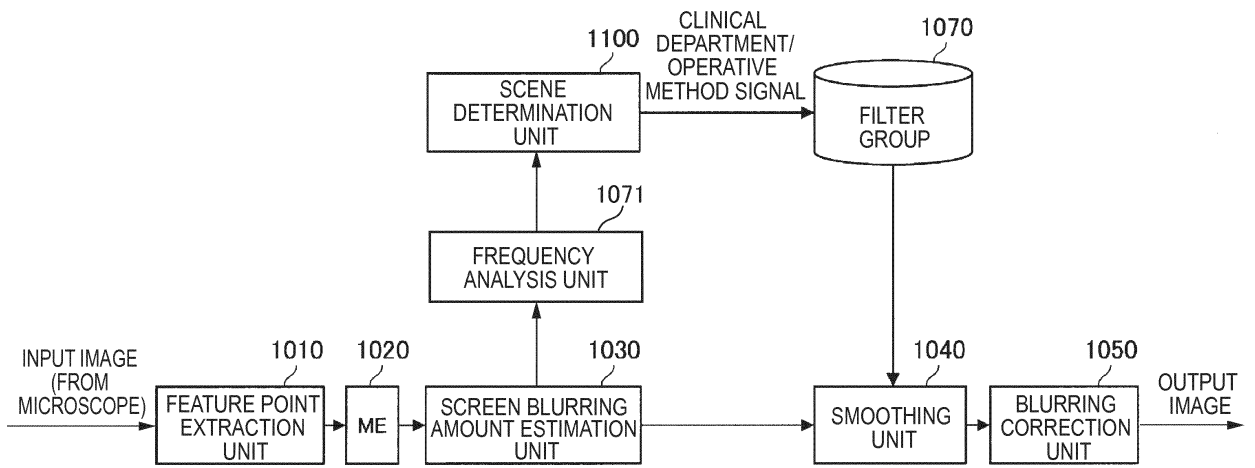 1100
SCENE
DETERMINATION
UNIT
CLINICAL
DEPARTMENT/
OPERATIVE
METHOD SIGNAL
1070
FILTER
GROUP
1071
FREQUENCY
ANALYSIS UNIT
INPUT IMAGE
(FROM
MICROSCOPE)
1010
FEATURE POINT
EXTRACTION
UNIT
1020
ME
1030
SCREEN BLURRING
AMOUNT ESTIMATION
UNIT
1040
SMOOTHING
UNIT
1050
BLURRING
CORRECTION
UNIT
OUTPUT
IMAGE